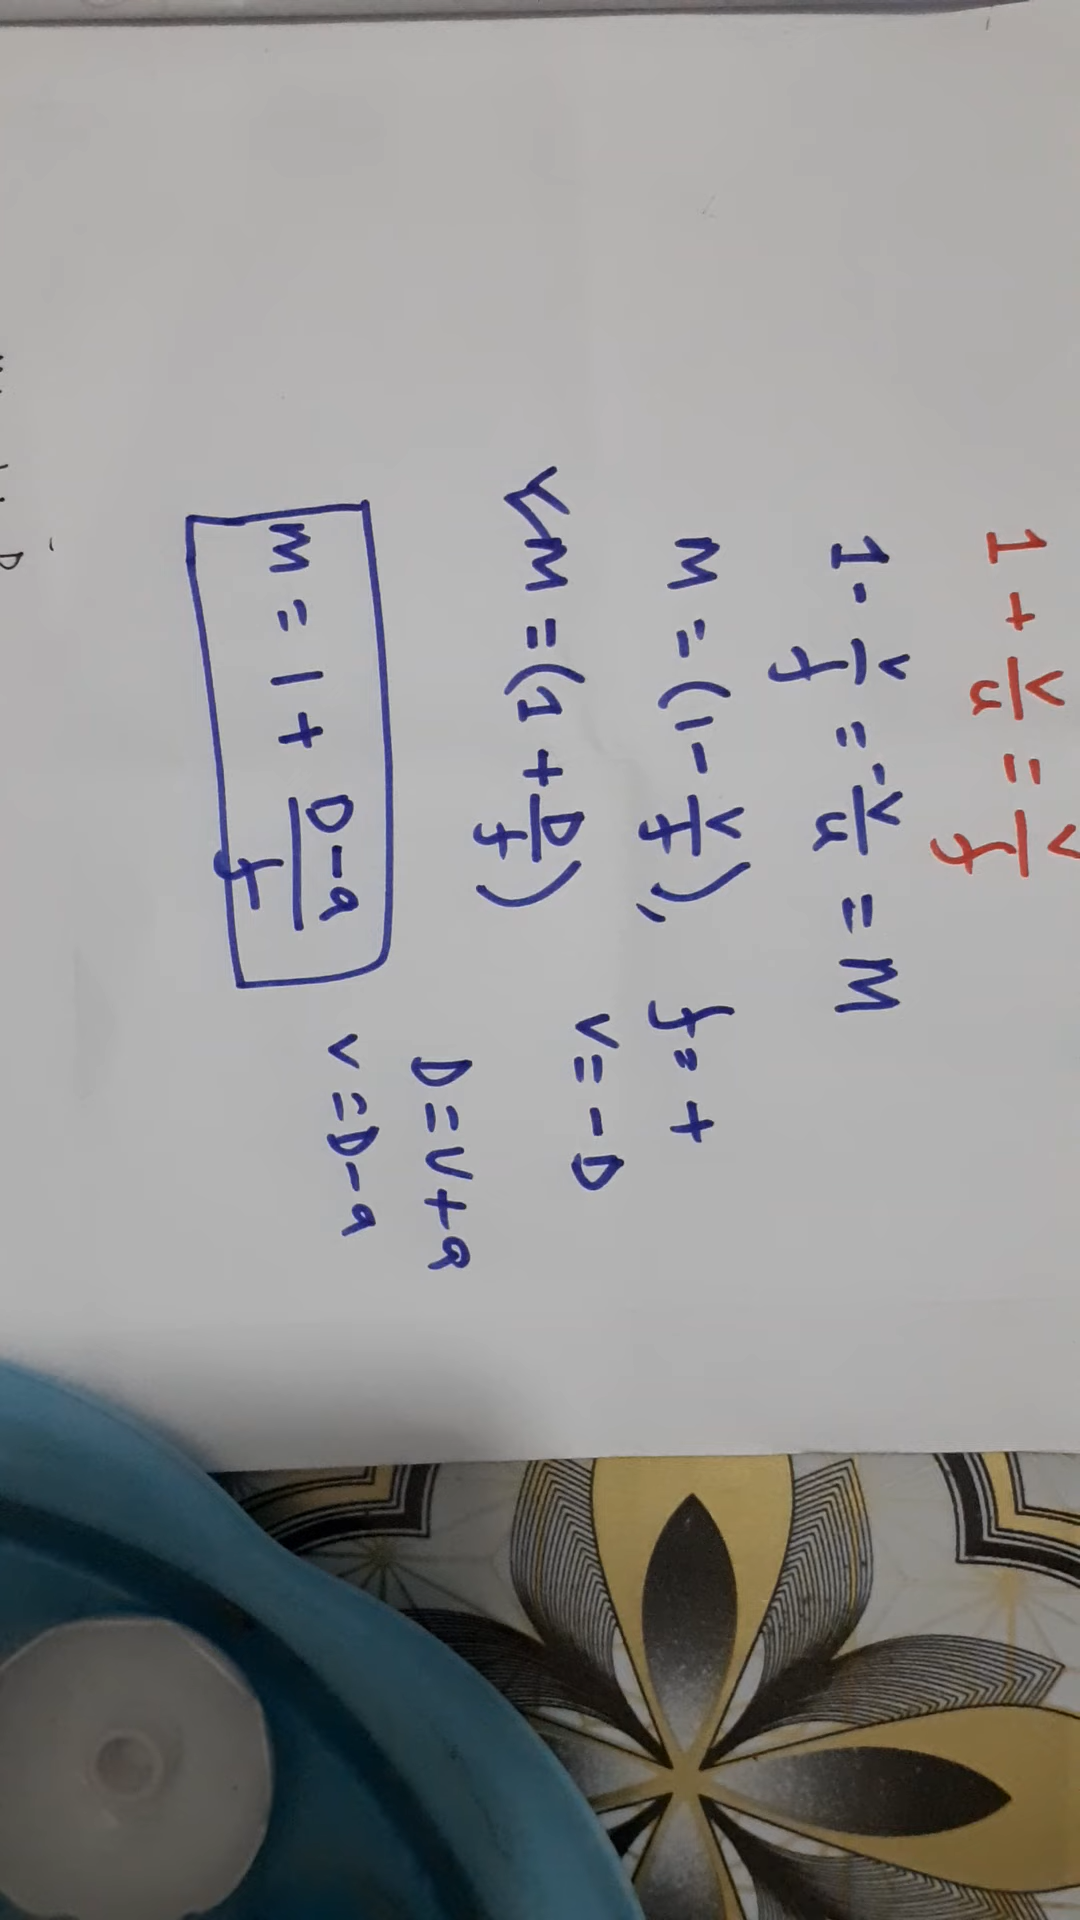 1 + v/u = v/f
1 - v/f = -v/u = M
M = (1 - v/f), f = +
M = (1 + D/f) v = -D
D = v + a
M = 1 + D-a/f v = D-a